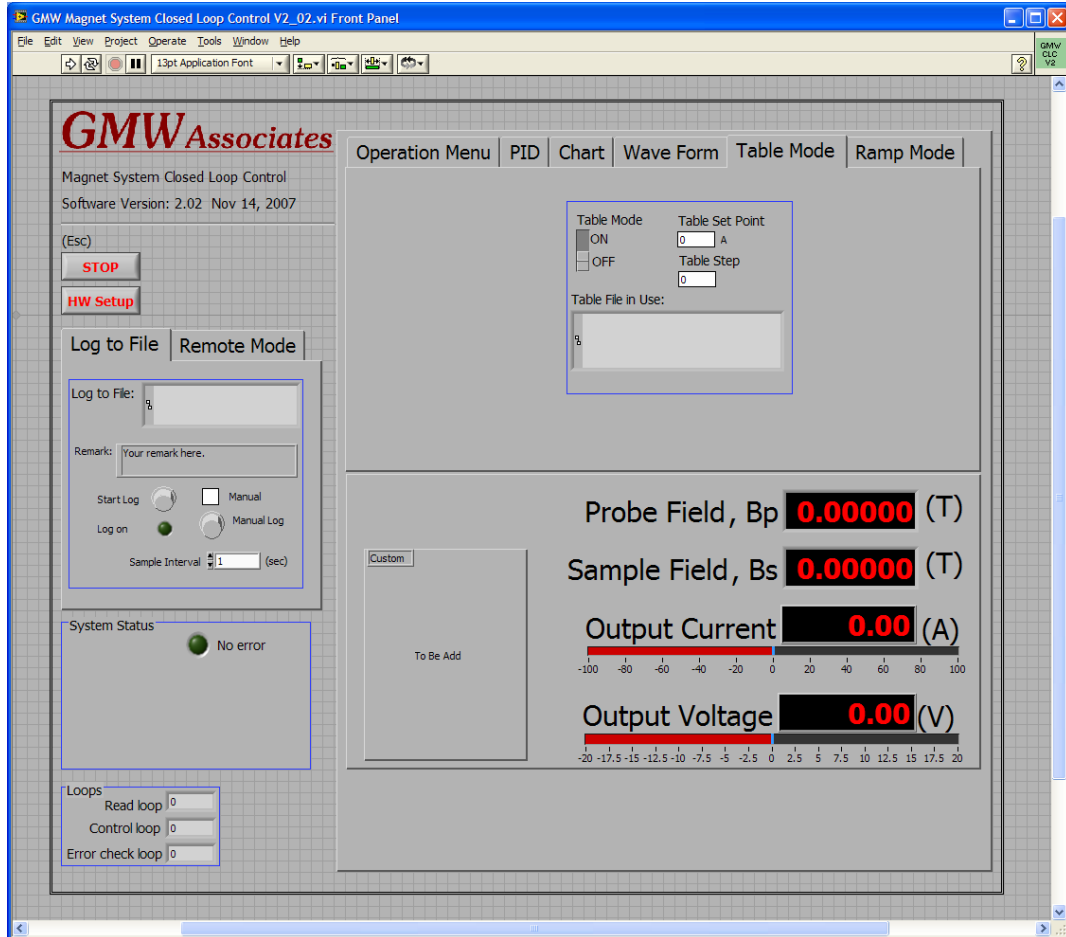 GMW Magnet System Closed Loop Control V2_02.vi Front Panel
File Edit View Project Operate Tools Window Help
13pt Application Font
?
GMW
CLC
V2
GMW Associates
Magnet System Closed Loop Control
Software Version: 2.02 Nov 14, 2007
(Esc)
STOP
HW Setup
Log to File Remote Mode
Log to File:
Remark: Your remark here.
Start Log Manual
Log on Manual Log
Sample Interval 1 (sec)
System Status
No error
Loops
Read loop 0
Control loop 0
Error check loop 0
Operation Menu PID Chart Wave Form Table Mode Ramp Mode
Table Mode
ON
OFF
Table Set Point
0 A
Table Step
0
Table File in Use:
Custom
To Be Add
Probe Field, Bp 0.00000 (T)
Sample Field, Bs 0.00000 (T)
Output Current 0.00 (A)
-100 -80 -60 -40 -20 0 20 40 60 80 100
Output Voltage 0.00 (V)
-20 -17.5 -15 -12.5 -10 -7.5 -5 -2.5 0 2.5 5 7.5 10 12.5 15 17.5 20